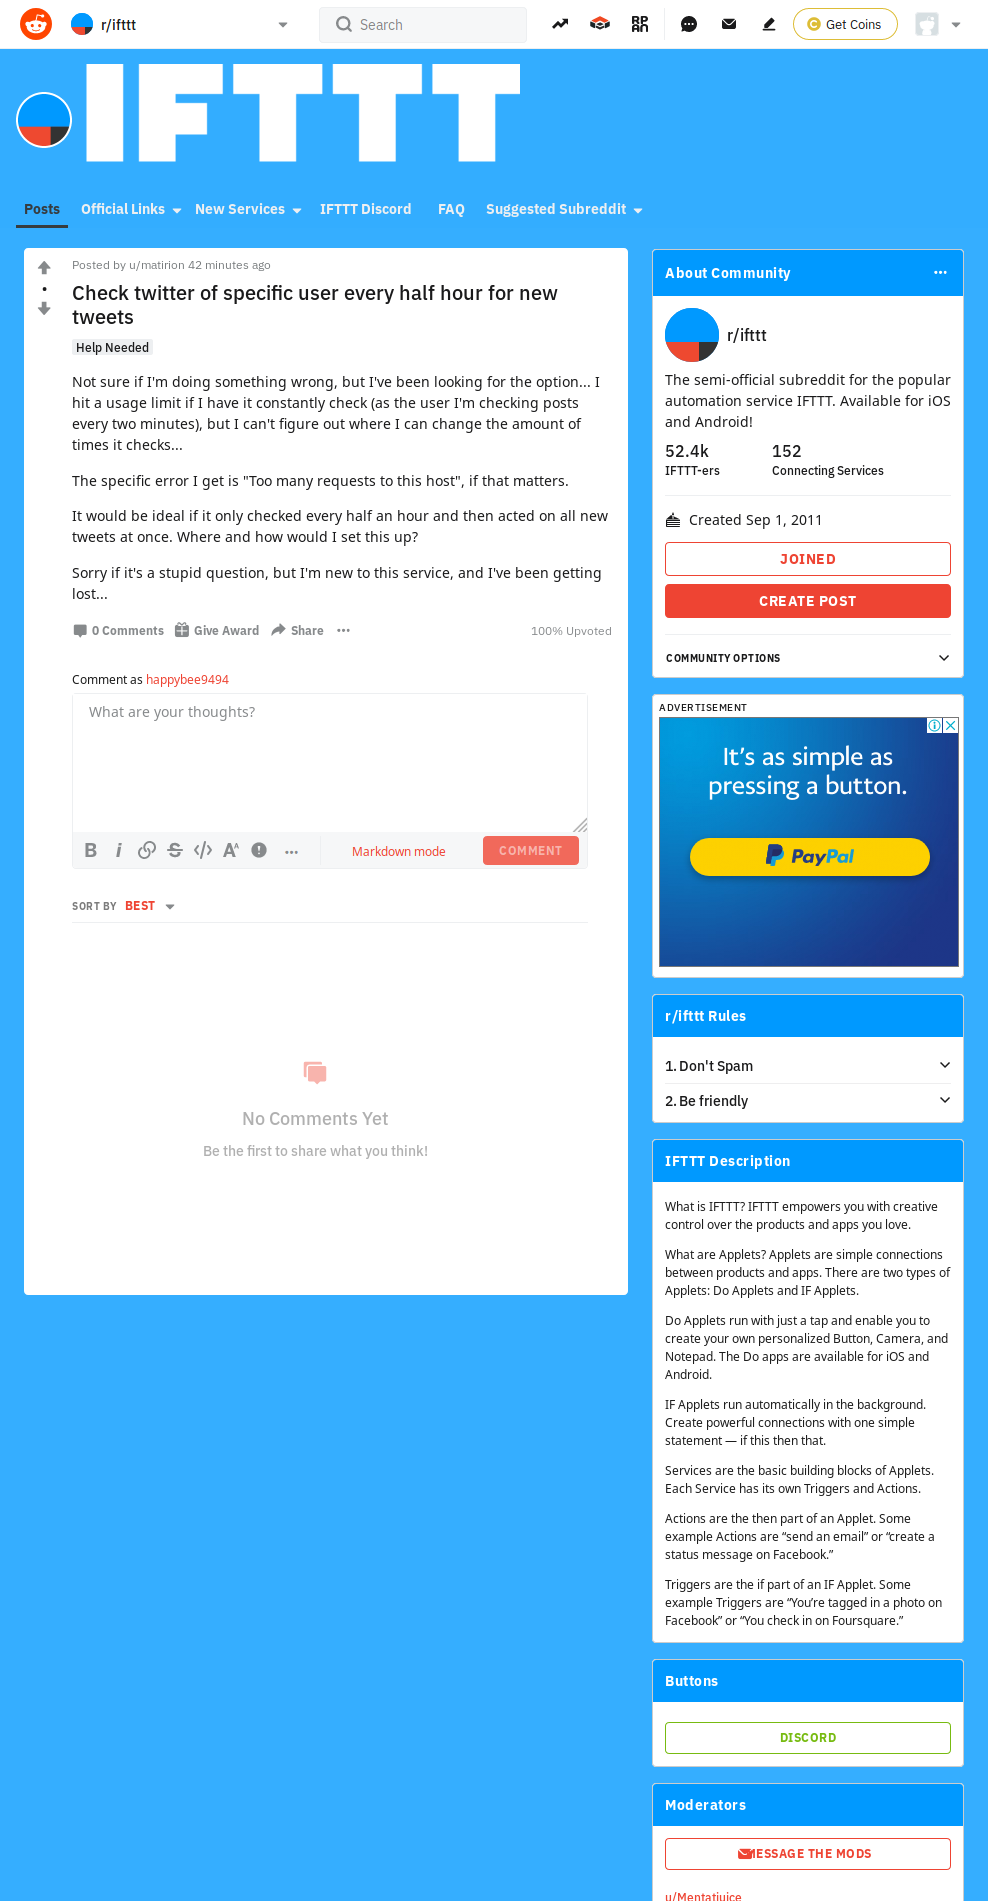 r/ifttt
Search
Get Coins
IFTTT
Posts
Official Links
New Services
IFTTT Discord
FAQ
Suggested Subreddit
Posted by u/matirion 42 minutes ago
Check twitter of specific user every half hour for new
tweets
Help Needed
Not sure if I'm doing something wrong, but I've been looking for the option... I
hit a usage limit if I have it constantly check (as the user I'm checking posts
every two minutes), but I can't figure out where I can change the amount of
times it checks...
The specific error I get is "Too many requests to this host", if that matters.
It would be ideal if it only checked every half an hour and then acted on all new
tweets at once. Where and how would I set this up?
Sorry if it's a stupid question, but I'm new to this service, and I've been getting
lost...
0 Comments
Give Award
Share
100% Upvoted
Comment as happybee9494
What are your thoughts?
Markdown mode
COMMENT
SORT BY BEST
No Comments Yet
Be the first to share what you think!
About Community
r/ifttt
The semi-official subreddit for the popular
automation service IFTTT. Available for iOS
and Android!
52.4k
IFTTT-ers
152
Connecting Services
Created Sep 1, 2011
JOINED
CREATE POST
COMMUNITY OPTIONS
ADVERTISEMENT
It's as simple as
pressing a button.
PayPal
r/ifttt Rules
1. Don't Spam
2. Be friendly
IFTTT Description
What is IFTTT? IFTTT empowers you with creative
control over the products and apps you love.
What are Applets? Applets are simple connections
between products and apps. There are two types of
Applets: Do Applets and IF Applets.
Do Applets run with just a tap and enable you to
create your own personalized Button, Camera, and
Notepad. The Do apps are available for iOS and
Android.
IF Applets run automatically in the background.
Create powerful connections with one simple
statement — if this then that.
Services are the basic building blocks of Applets.
Each Service has its own Triggers and Actions.
Actions are the then part of an Applet. Some
example Actions are “send an email” or “create a
status message on Facebook.”
Triggers are the if part of an IF Applet. Some
example Triggers are “You’re tagged in a photo on
Facebook” or “You check in on Foursquare.”
Buttons
DISCORD
Moderators
MESSAGE THE MODS
u/Mentatjuice